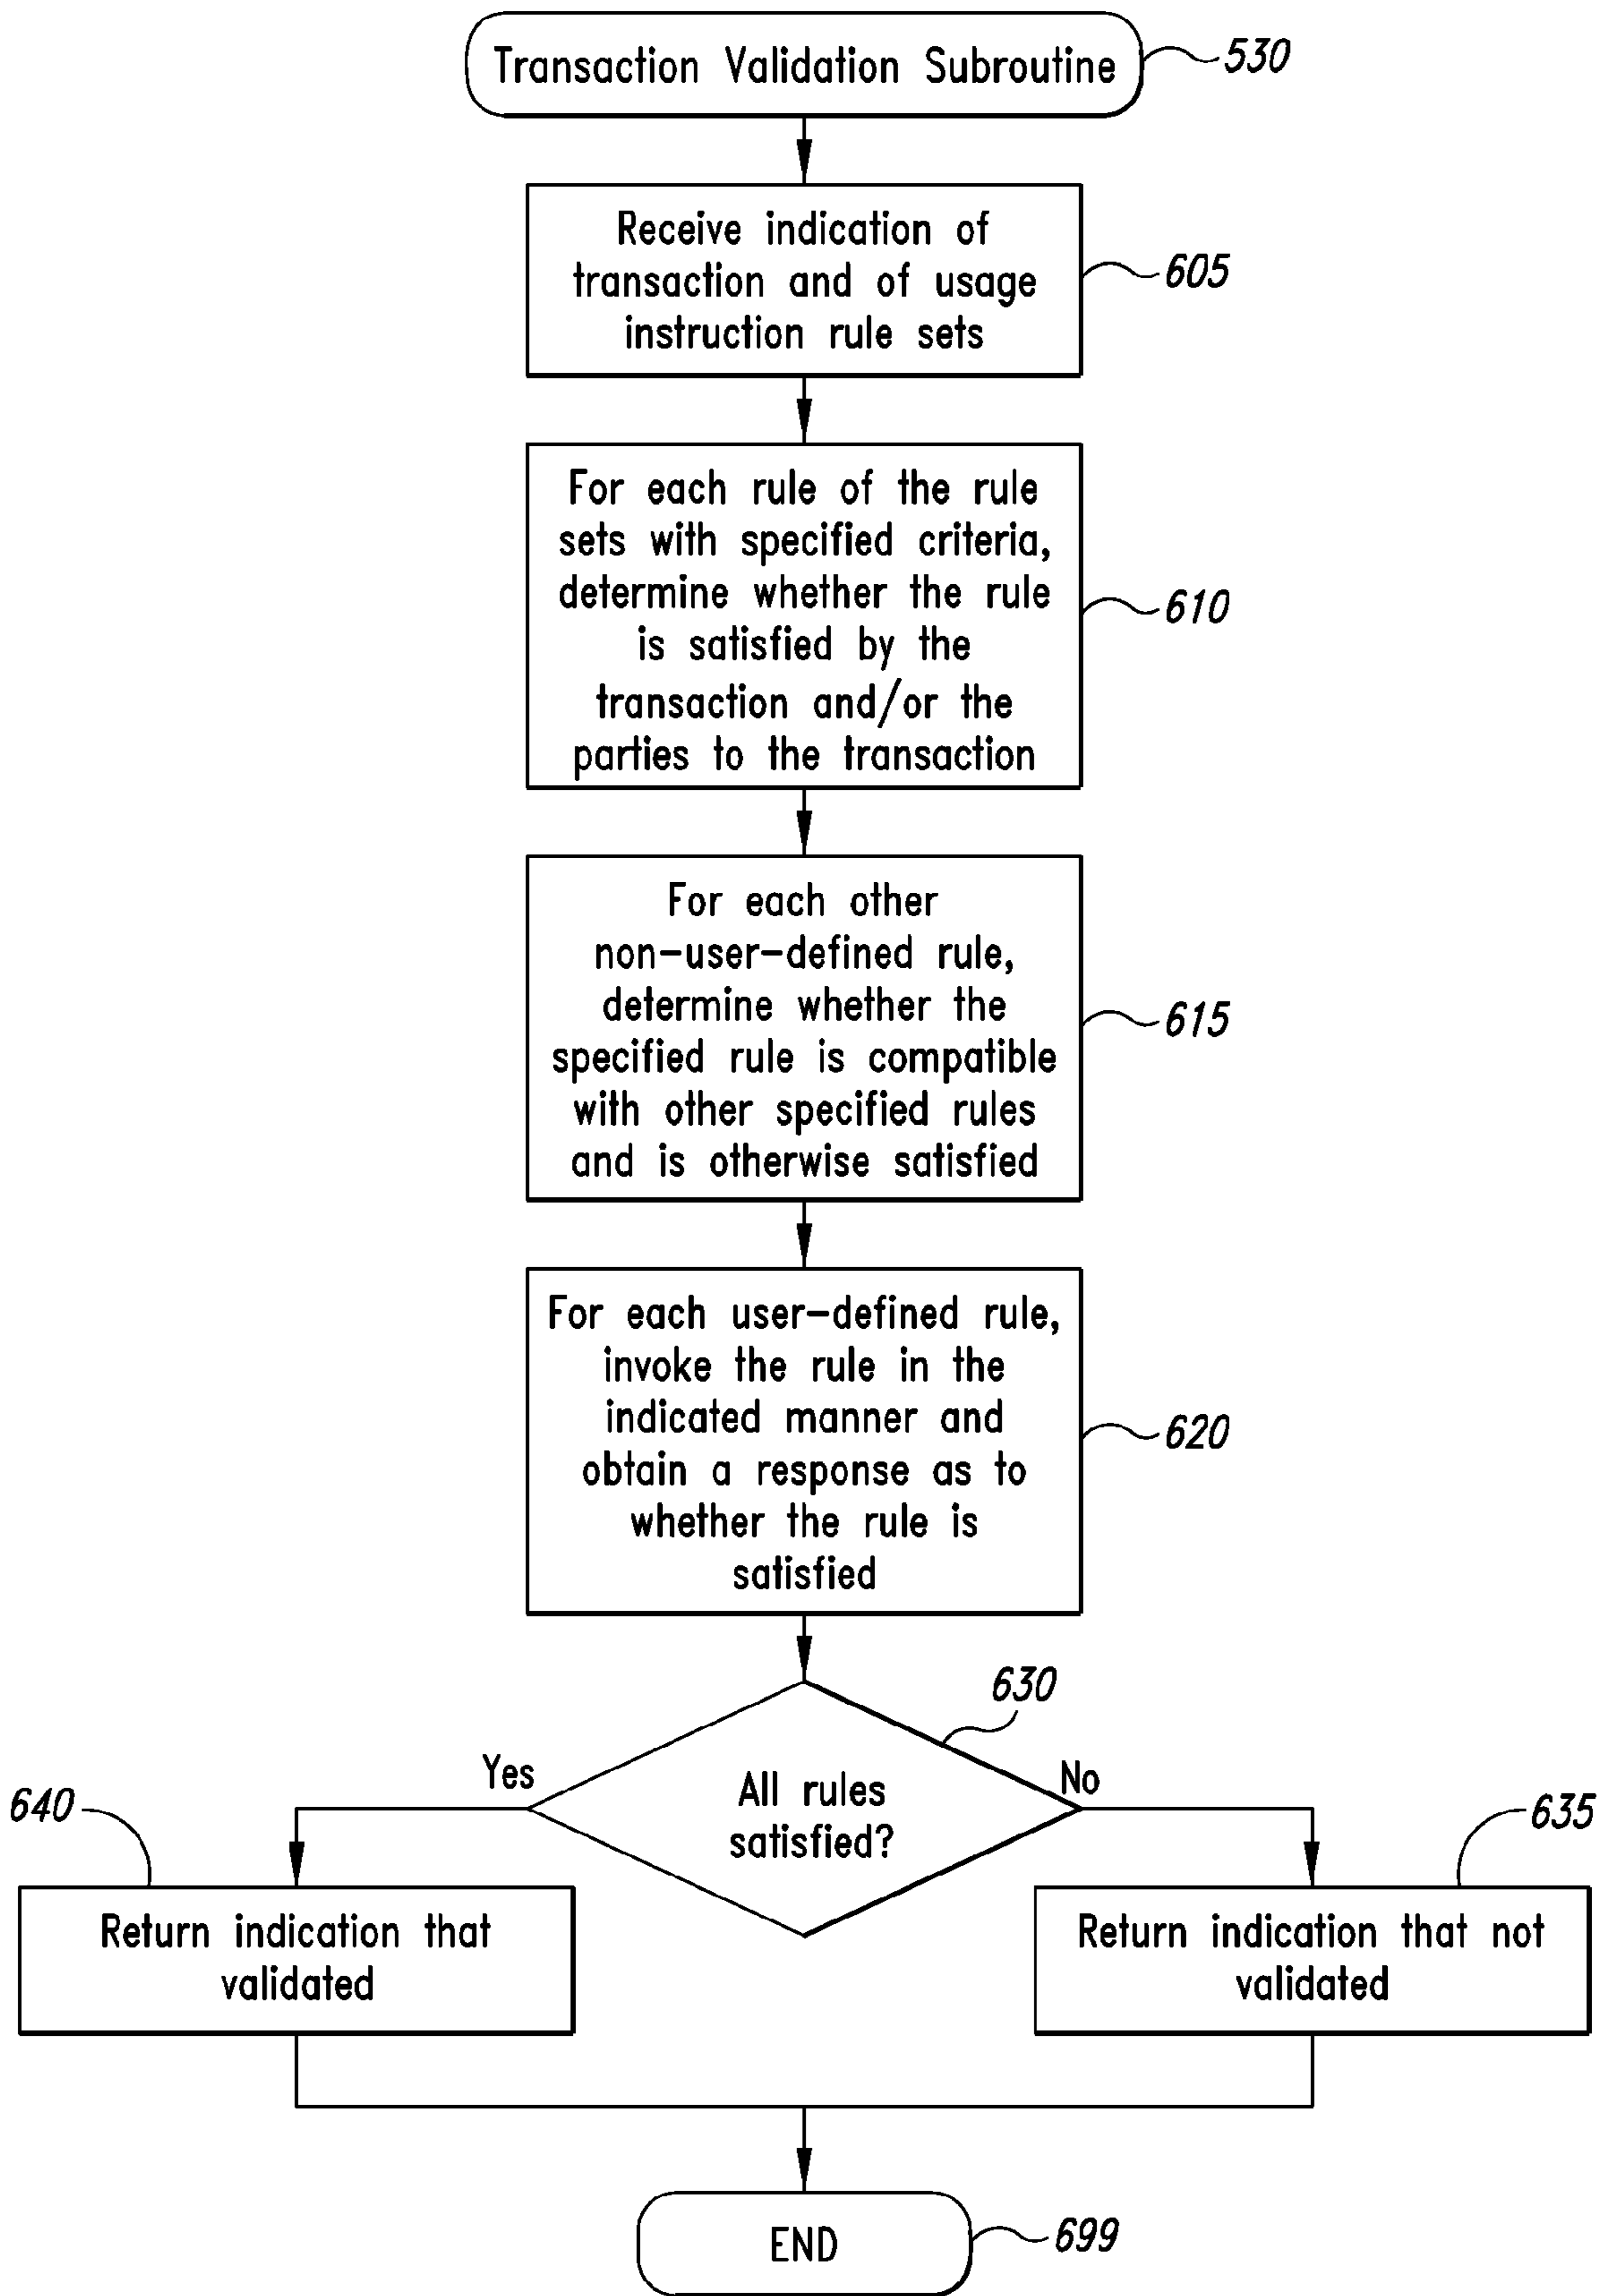 Transaction Validation Subroutine
530
Receive indication of
transaction and of usage
instruction rule sets
605
For each rule of the rule
sets with specified criteria,
determine whether the rule
is satisfied by the
transaction and/or the
parties to the transaction
610
For each other
non-user-defined rule,
determine whether the
specified rule is compatible
with other specified rules
and is otherwise satisfied
615
For each user-defined rule,
invoke the rule in the
indicated manner and
obtain a response as to
whether the rule is
satisfied
620
630
Yes
All rules
satisfied?
No
640
635
Return indication that
validated
Return indication that not
validated
END
699